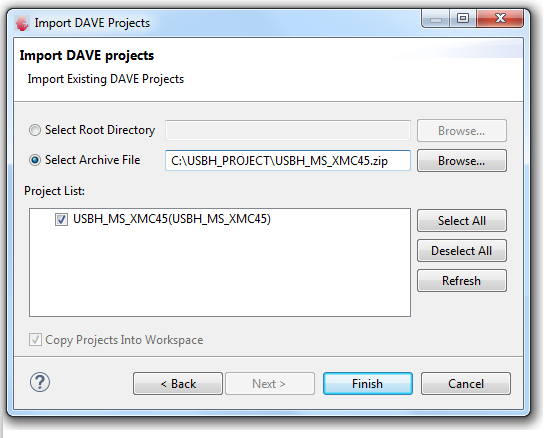 Import DAVE Projects
Import DAVE projects
Import Existing DAVE Projects
Select Root Directory
Browse...
Select Archive File
C:\USBH_PROJECT\USBH_MS_XMC45.zip
Browse...
Project List:
USBH_MS_XMC45(USBH_MS_XMC45)
Select All
Deselect All
Refresh
Copy Projects Into Workspace
?
< Back
Next >
Finish
Cancel